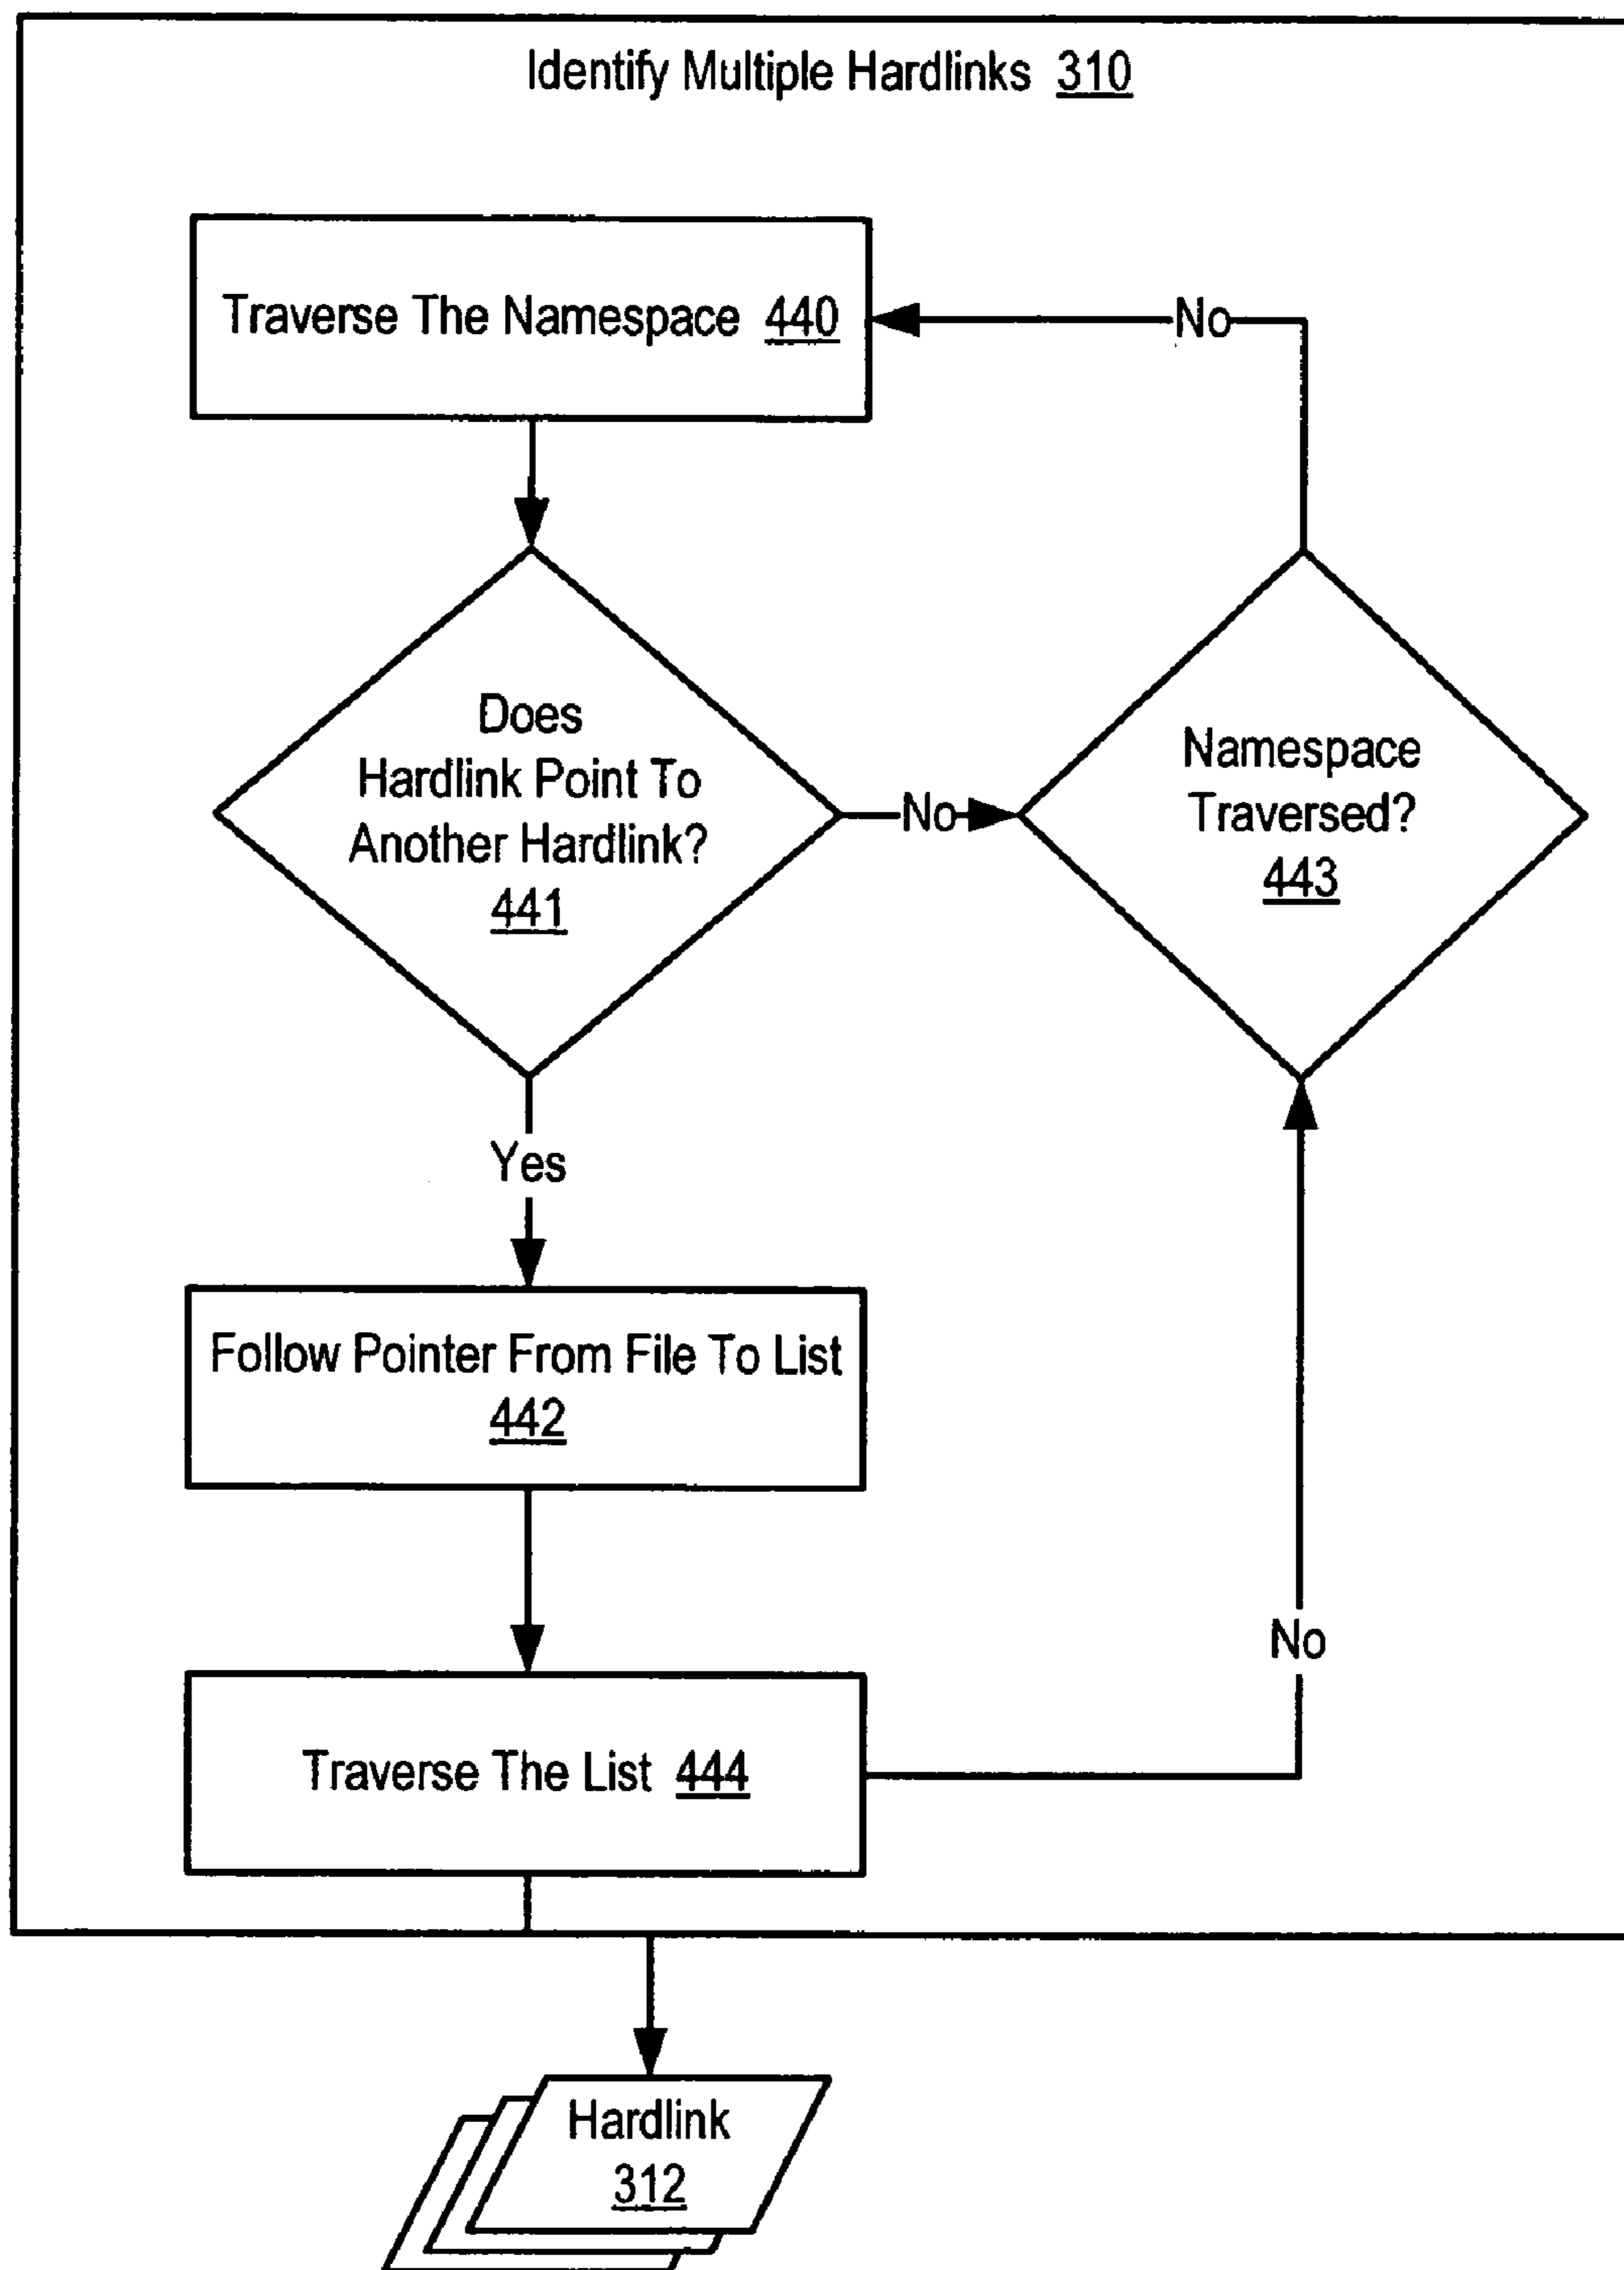 Identify Multiple Hardlinks 310
Traverse The Namespace 440
No
Does
Hardlink Point To
Another Hardlink?
441
No
Namespace
Traversed?
443
Yes
Follow Pointer From File To List
442
No
Traverse The List 444
Hardlink
312